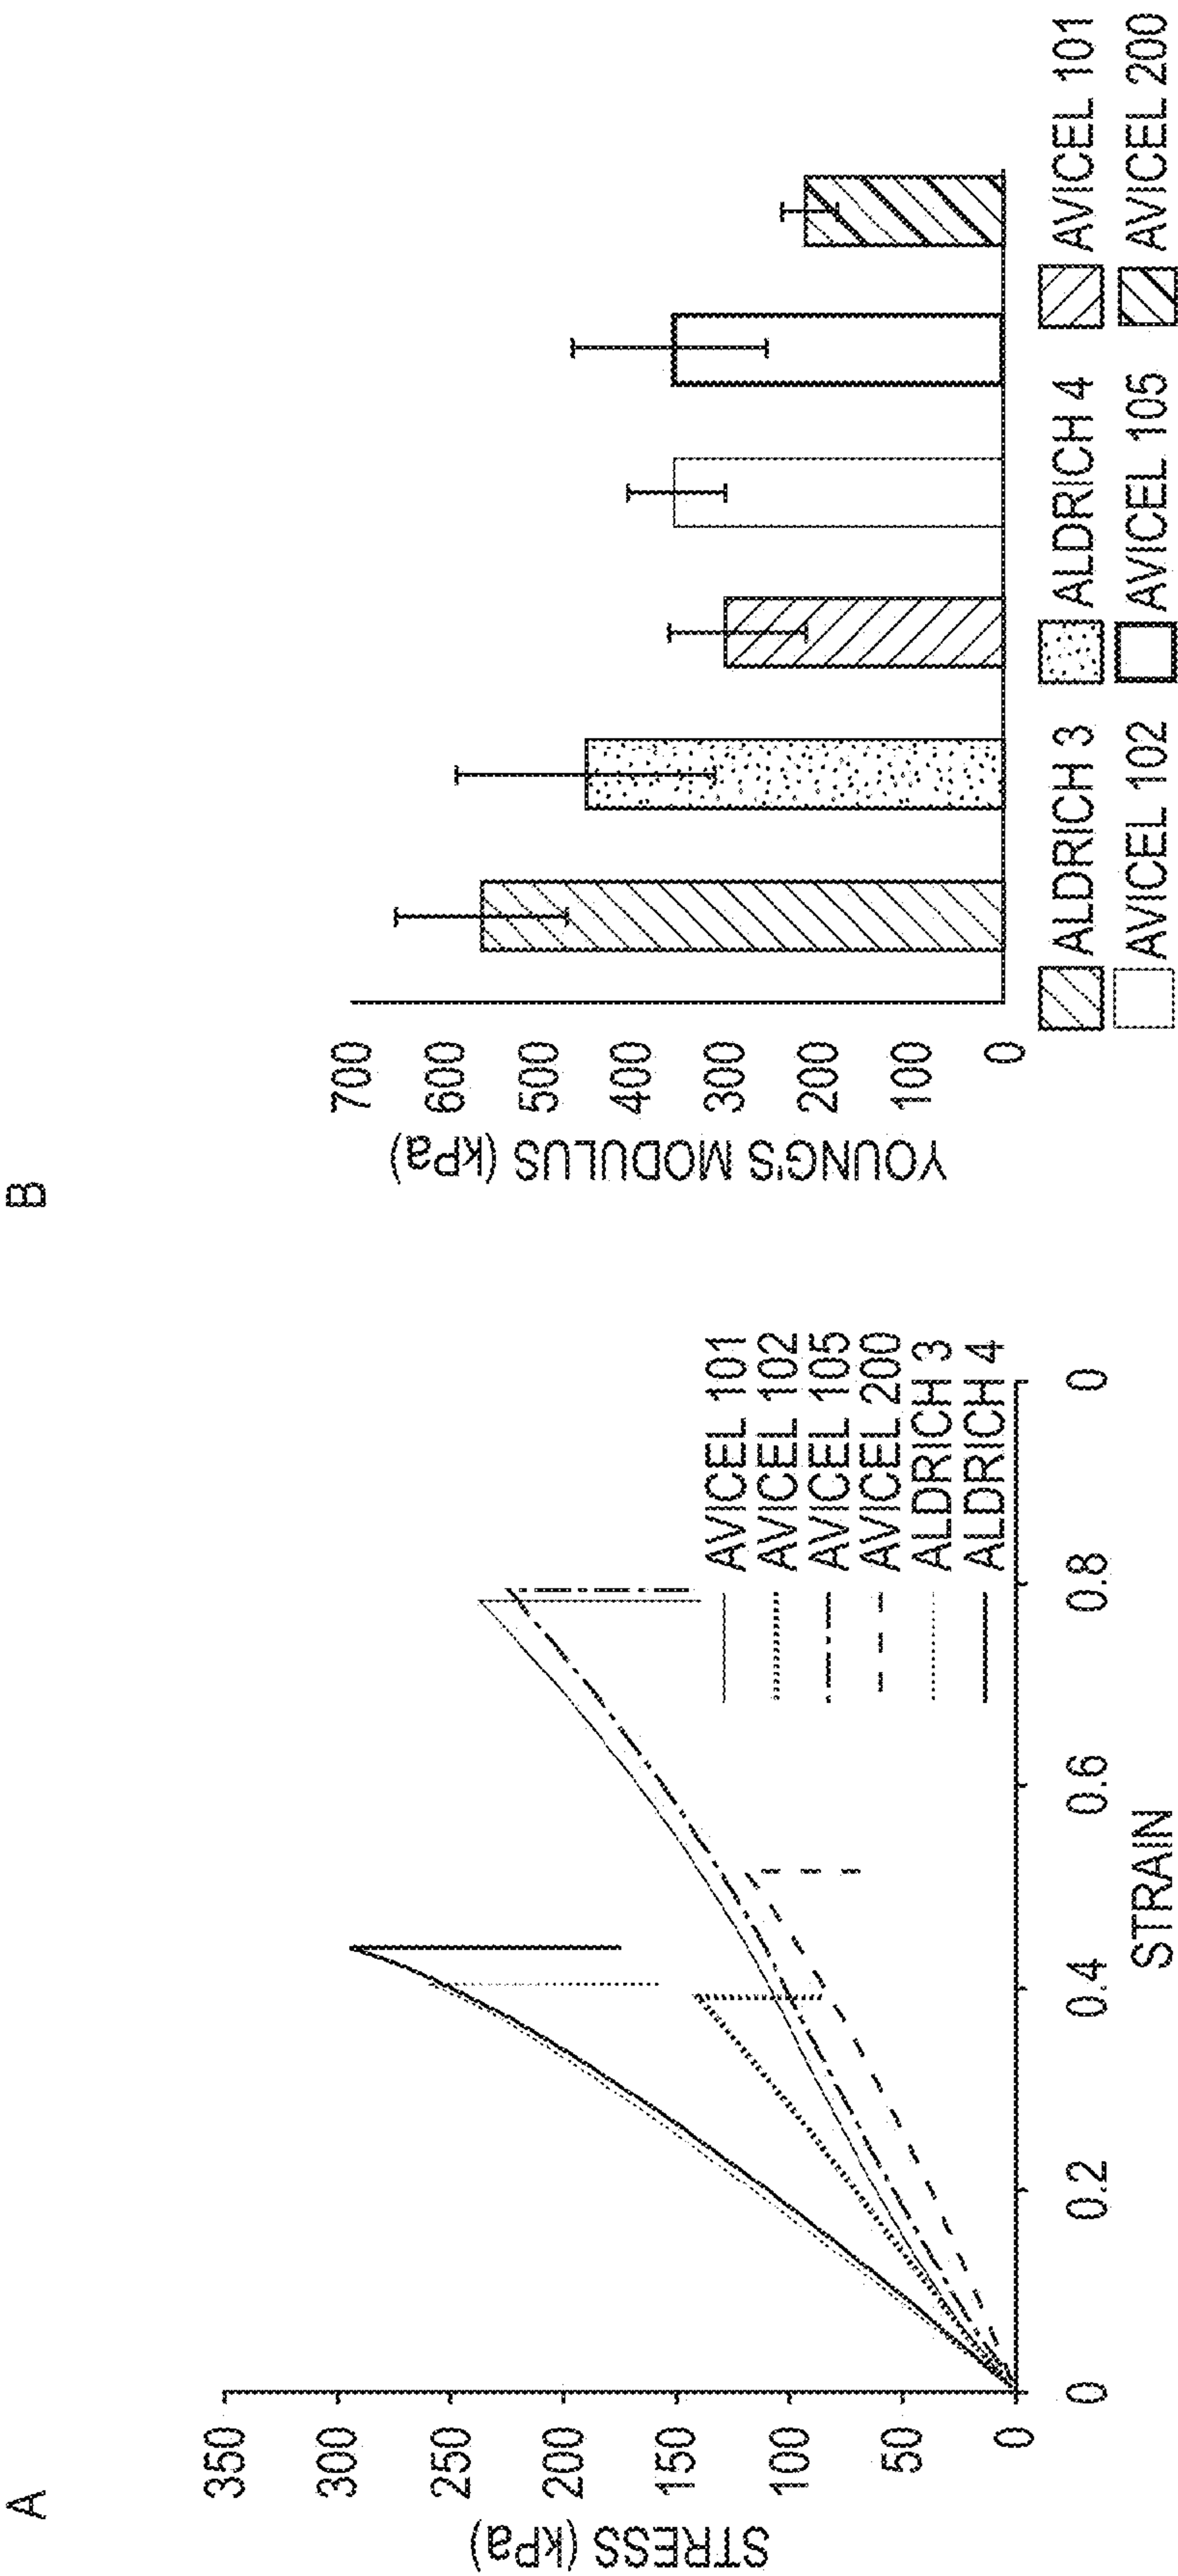 A
STRESS (kPa)
350
300
250
200
150
100
50
0
0
0.2
0.4
0.6
0.8
0
STRAIN
AVICEL 101
AVICEL 102
AVICEL 105
AVICEL 200
ALDRICH 3
ALDRICH 4
B
YOUNG'S MODULUS (kPa)
700
600
500
400
300
200
100
0
ALDRICH 3
ALDRICH 4
AVICEL 101
AVICEL 102
AVICEL 105
AVICEL 200